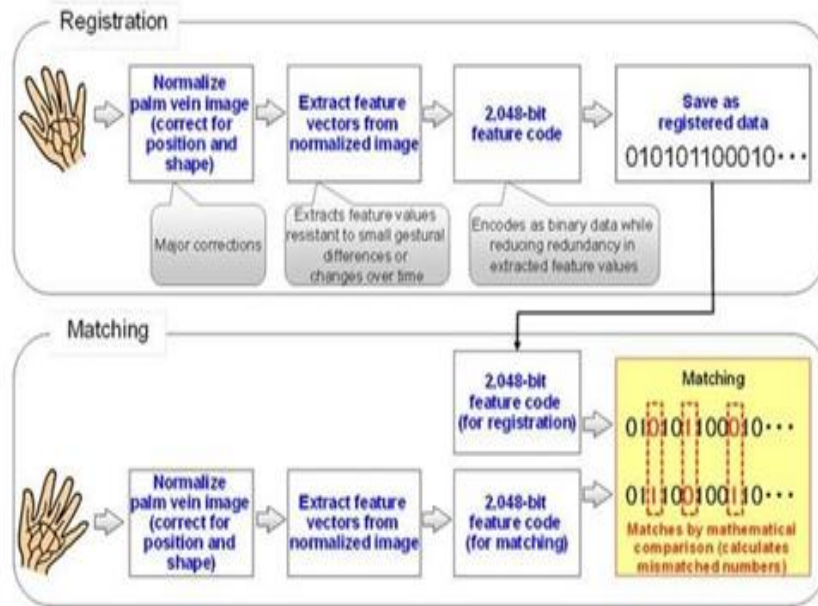 Registration
Normalize
palm vein image
(correct for
position and
shape)
Extract feature
vectors from
normalized image
2,048-bit
feature code
Save as
registered data
010101100010···
Major corrections
Extracts feature values
resistant to small gestural
differences or
changes over time
Encodes as binary data while
reducing redundancy in
extracted feature values
Matching
2,048-bit
feature code
(for registration)
Matching
010101100010···
Normalize
palm vein image
(correct for
position and
shape)
Extract feature
vectors from
normalized image
2,048-bit
feature code
(for matching)
011100100110···
Matches by mathematical
comparison (calculates
mismatched numbers)